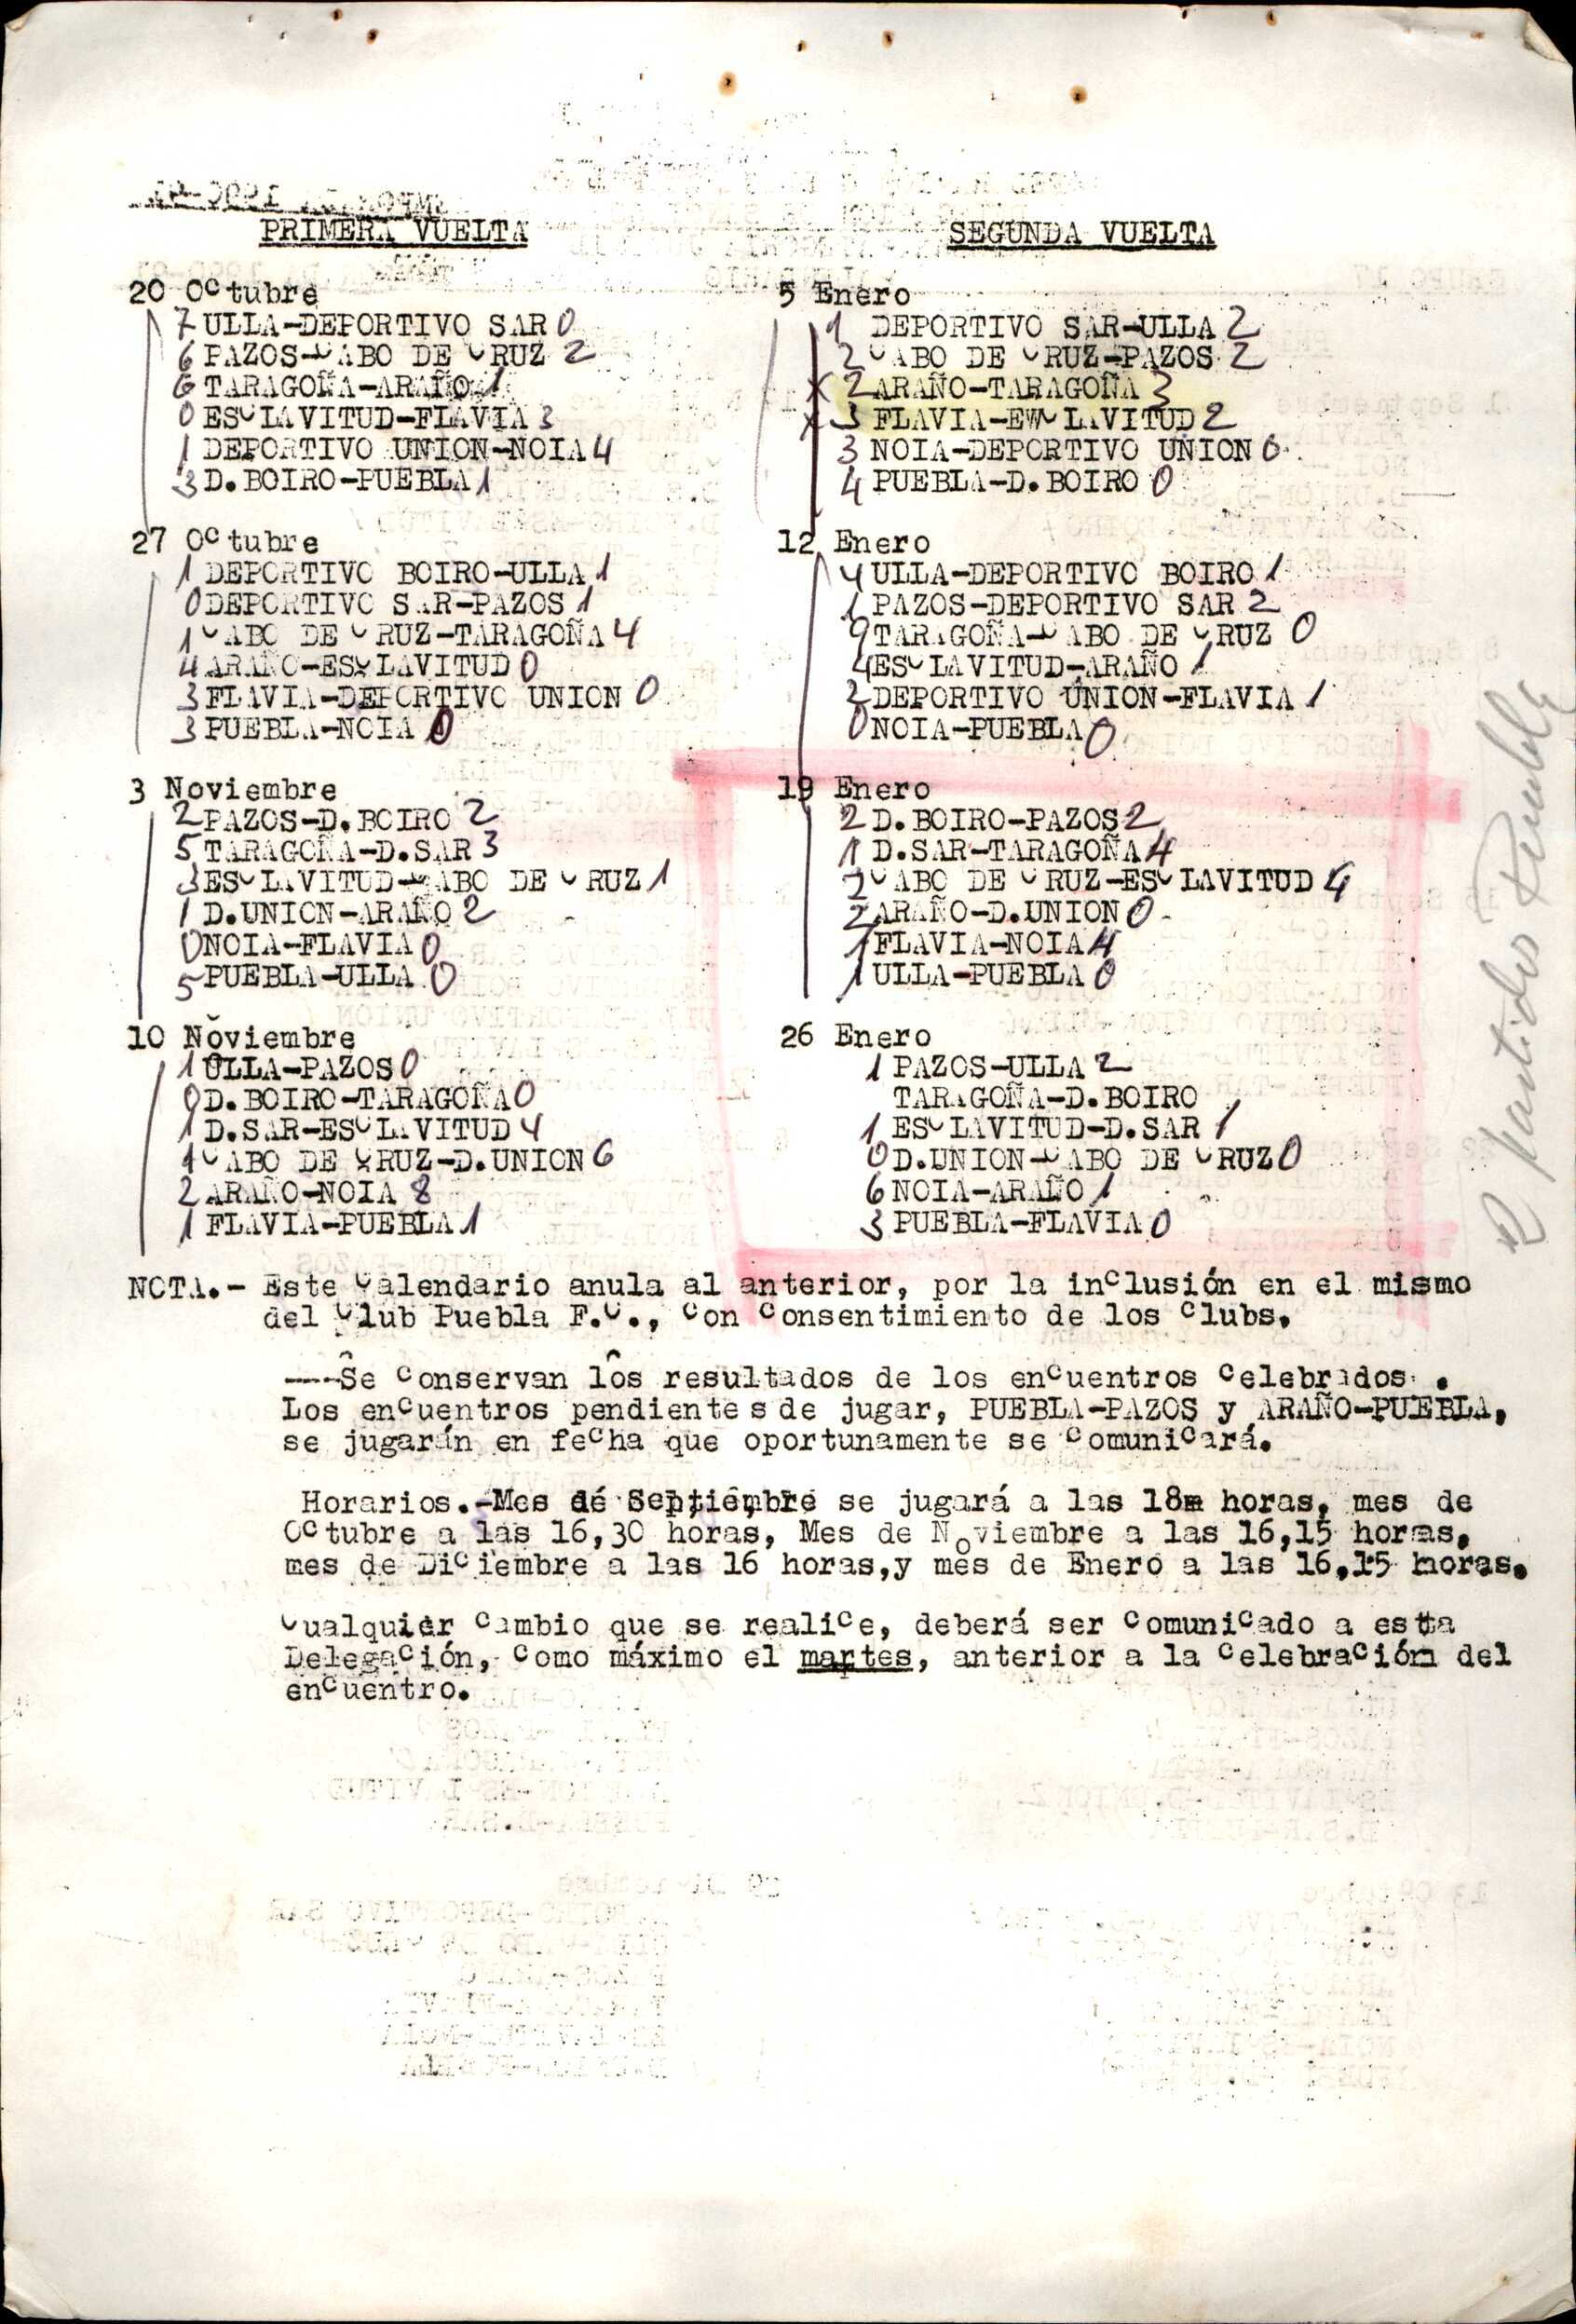 PRIMERA VUELTA
20 Octubre
7 ULLA-DEPORTIVO SAR 0
6 PAZOS-CABO DE CRUZ 2
6 TARAGOÑA-ARAÑO 1
0 ESCLAVITUD-FLAVIA 3
1 DEPORTIVO UNION-NOIA 4
3 D.BOIRO-PUEBLA 1
27 Octubre
1 DEPORTIVO BOIRO-ULLA 1
0 DEPORTIVO SAR-PAZOS 1
1 CABO DE CRUZ-TARAGOÑA 4
4 ARAÑO-ESCLAVITUD 0
3 FLAVIA-DEPORTIVO UNION 0
3 PUEBLA-NOIA 0
3 Noviembre
2 PAZOS-D.BOIRO 2
5 TARAGOÑA-D.SAR 3
3 ESCLAVITUD-CABO DE CRUZ 1
1 D.UNION-ARAÑO 2
0 NOIA-FLAVIA 0
5 PUEBLA-ULLA 0
10 Noviembre
1 ULLA-PAZOS 0
0 D.BOIRO-TARAGOÑA 0
1 D.SAR-ESCLAVITUD 4
1 CABO DE CRUZ-D.UNION 6
2 ARAÑO-NOIA 8
1 FLAVIA-PUEBLA 1
SEGUNDA VUELTA
5 Enero
1 DEPORTIVO SAR-ULLA 2
2 CABO DE CRUZ-PAZOS 2
X 2 ARAÑO-TARAGOÑA 3
X 3 FLAVIA-EWCLAVITUD 2
3 NOIA-DEPORTIVO UNION 0
4 PUEBLA-D.BOIRO 0
12 Enero
4 ULLA-DEPORTIVO BOIRO 1
1 PAZOS-DEPORTIVO SAR 2
9 TARAGOÑA-CABO DE CRUZ 0
4 ESCLAVITUD-ARAÑO 1
2 DEPORTIVO UNION-FLAVIA 1
0 NOIA-PUEBLA 0
19 Enero
2 D.BOIRO-PAZOS 2
1 D.SAR-TARAGOÑA 4
2 CABO DE CRUZ-ESCLAVITUD 4
2 ARAÑO-D.UNION 0
1 FLAVIA-NOIA 4
1 ULLA-PUEBLA 0
26 Enero
1 PAZOS-ULLA 2
TARAGOÑA-D.BOIRO
1 ESCLAVITUD-D.SAR 1
0 D.UNION-CABO DE CRUZ 0
6 NOIA-ARAÑO 1
3 PUEBLA-FLAVIA 0
2 Partidos Puebla
NOTA.- Este Calendario anula al anterior, por la inclusión en el mismo
del Club Puebla F.C., con consentimiento de los clubs.
----Se conservan los resultados de los encuentros celebrados.
Los encuentros pendientes de jugar, PUEBLA-PAZOS y ARAÑO-PUEBLA,
se jugarán en fecha que oportunamente se comunicará.
Horarios.-Mes de Septiembre se jugará a las 18 horas, mes de
Octubre a las 16,30 horas, Mes de Noviembre a las 16,15 horas,
mes de Diciembre a las 16 horas,y mes de Enero a las 16,15 horas.
Cualquier cambio que se realice, deberá ser comunicado a esta
Delegación, como máximo el martes, anterior a la celebración del
encuentro.